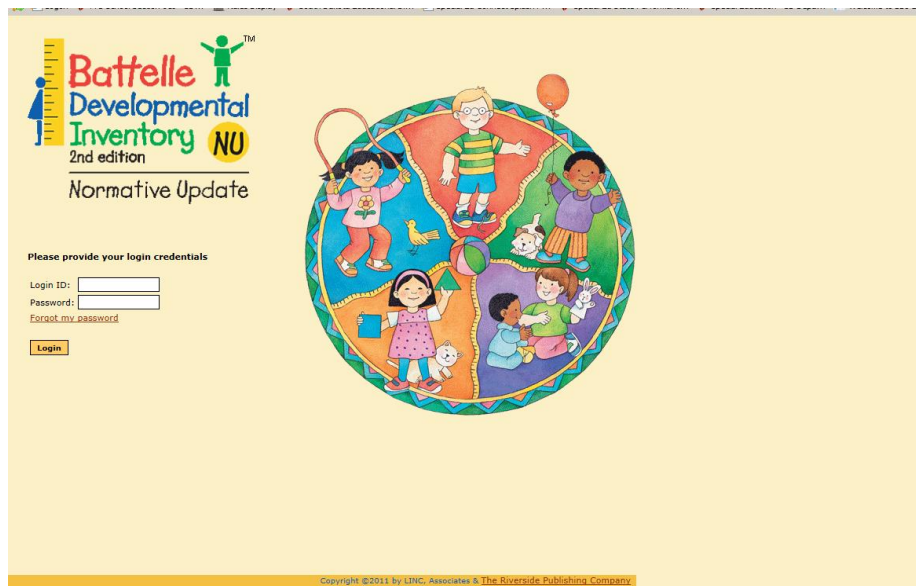 Battelle TM
Developmental
Inventory NU
2nd edition
Normative Update
Please provide your login credentials
Login ID:
Password:
Forgot my password
Login
Copyright ©2011 by LINC, Associates & The Riverside Publishing Company